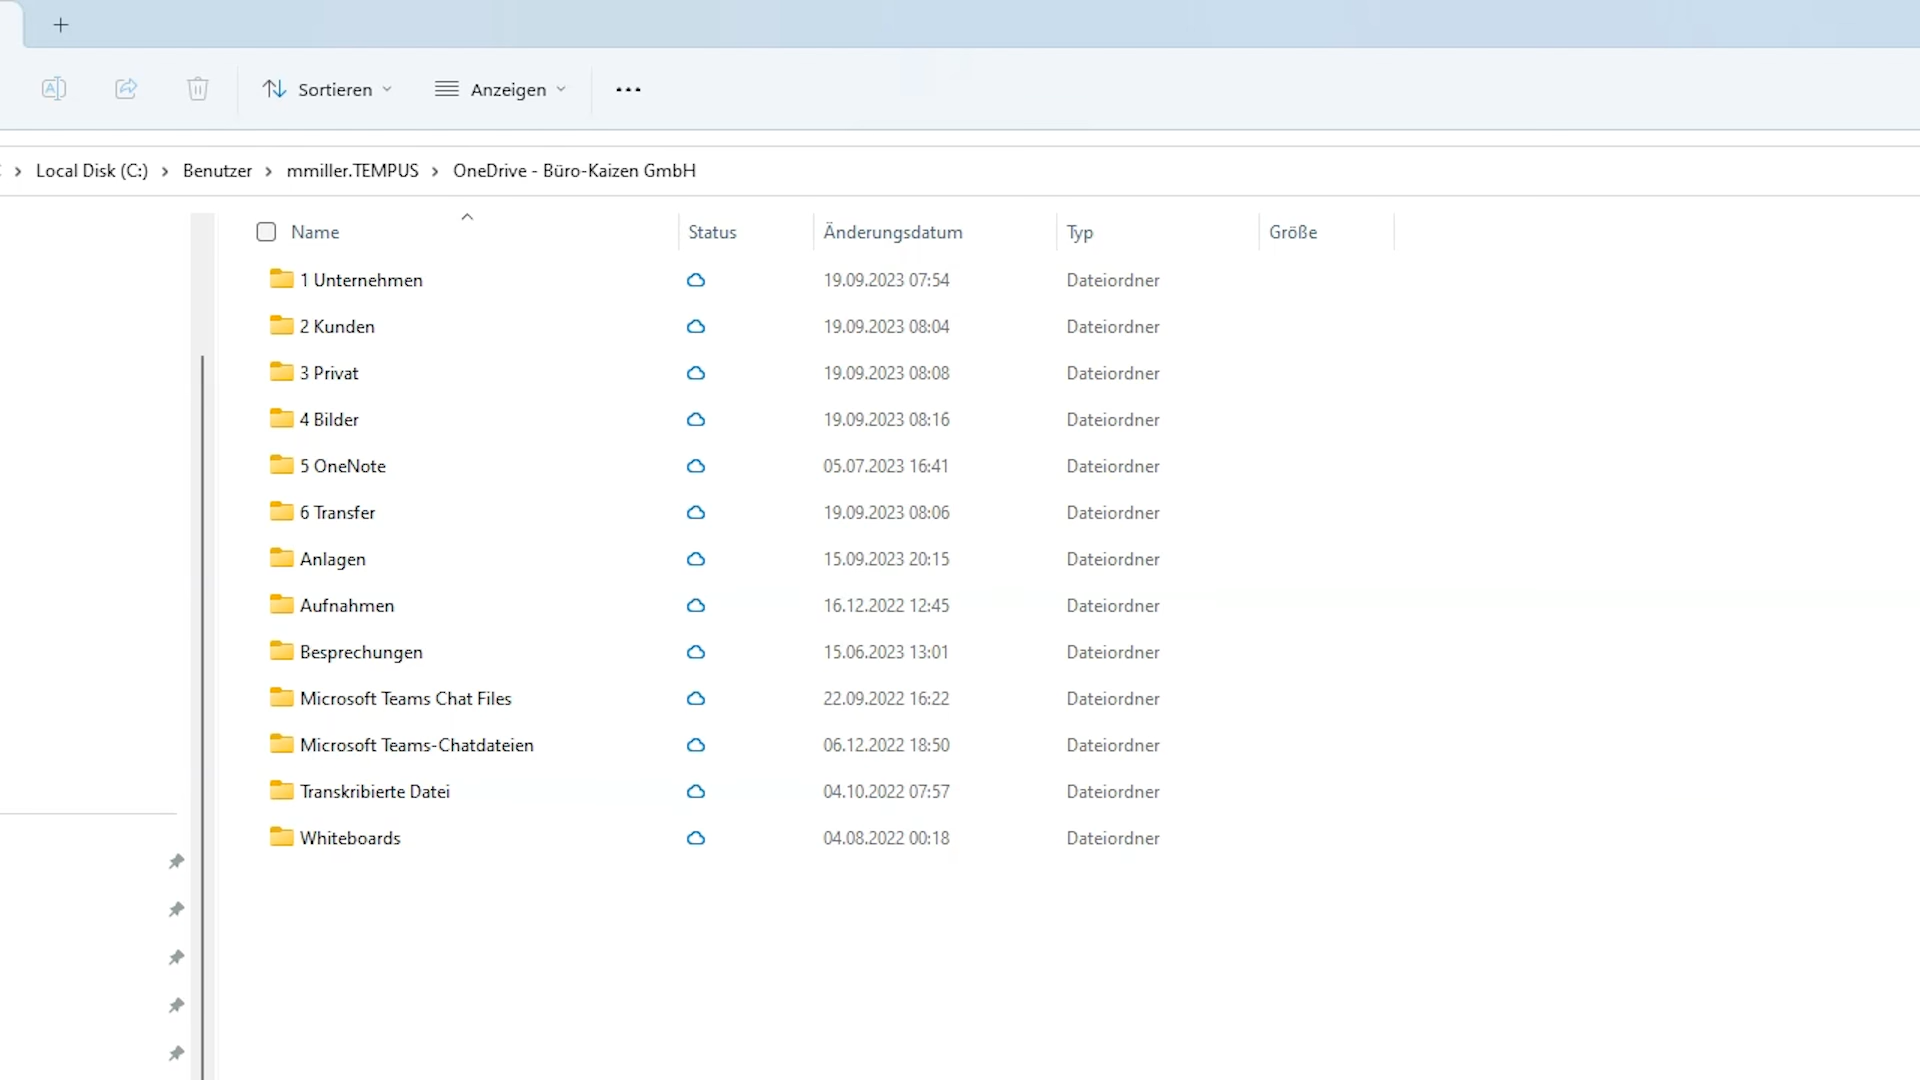 Sortieren Anzeigen
Local Disk (C:) › Benutzer › mmiller.TEMPUS › OneDrive - Büro-Kaizen GmbH
Name Status Änderungsdatum Typ Größe
1 Unternehmen 19.09.2023 07:54 Dateiordner
2 Kunden 19.09.2023 08:04 Dateiordner
3 Privat 19.09.2023 08:08 Dateiordner
4 Bilder 19.09.2023 08:16 Dateiordner
5 OneNote 05.07.2023 16:41 Dateiordner
6 Transfer 19.09.2023 08:06 Dateiordner
Anlagen 15.09.2023 20:15 Dateiordner
Aufnahmen 16.12.2022 12:45 Dateiordner
Besprechungen 15.06.2023 13:01 Dateiordner
Microsoft Teams Chat Files 22.09.2022 16:22 Dateiordner
Microsoft Teams-Chatdateien 06.12.2022 18:50 Dateiordner
Transkribierte Datei 04.10.2022 07:57 Dateiordner
Whiteboards 04.08.2022 00:18 Dateiordner